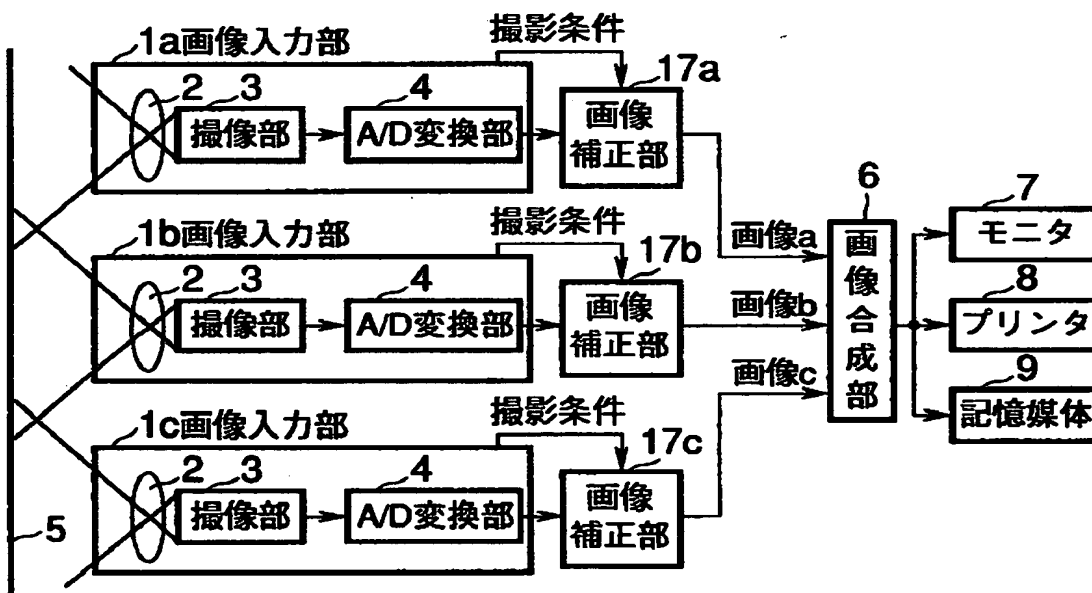 1a画像入力部
撮影条件
2
3
4
17a
撮像部
A/D変換部
画像
補正部
1b画像入力部
撮影条件
2
3
4
17b
撮像部
A/D変換部
画像
補正部
1c画像入力部
撮影条件
2
3
4
17c
撮像部
A/D変換部
画像
補正部
5
画像a
画像b
画像c
6
画像合成部
7
モニタ
8
プリンタ
9
記憶媒体